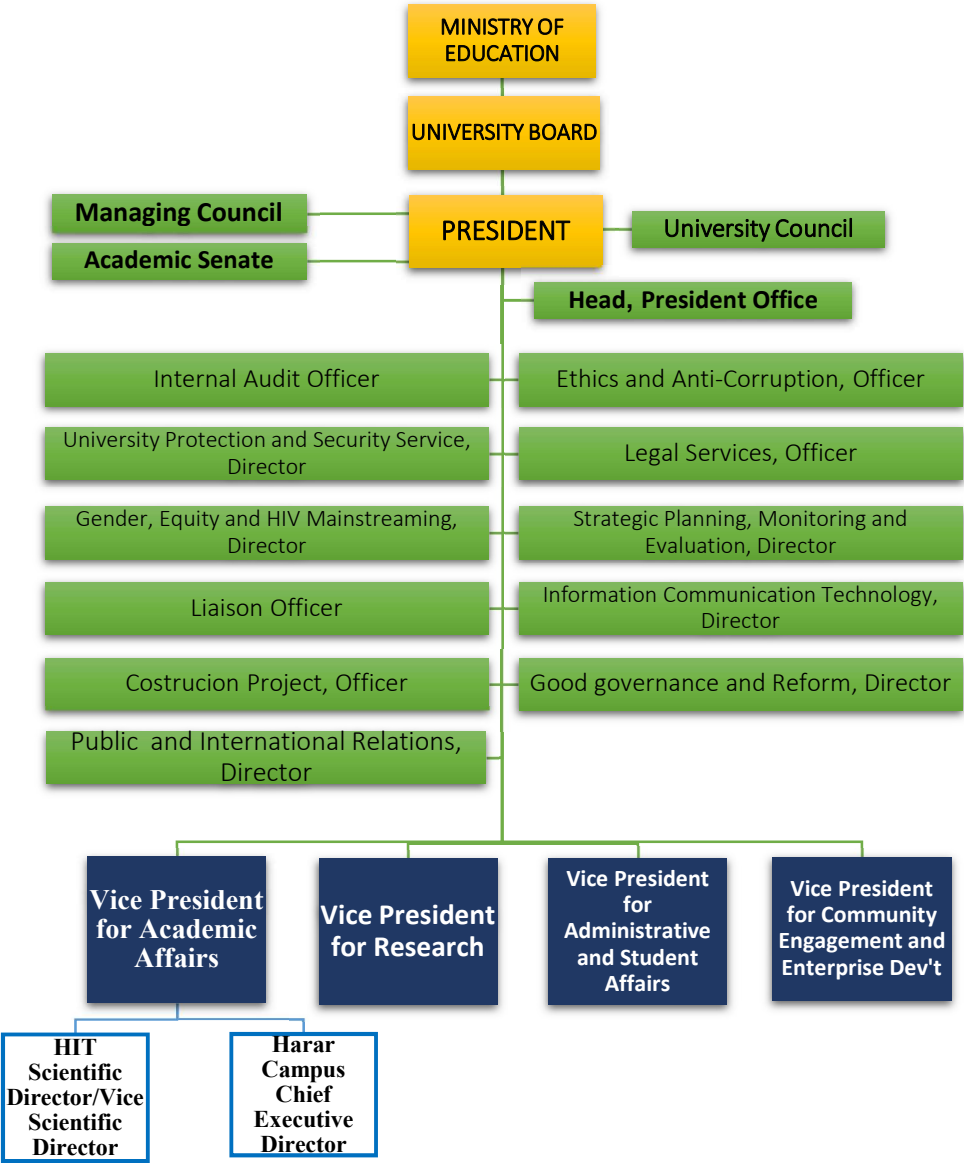 MINISTRY OF
EDUCATION
UNIVERSITY BOARD
PRESIDENT
Managing Council
Academic Senate
University Council
Head, President Office
Internal Audit Officer
Ethics and Anti-Corruption, Officer
University Protection and Security Service,
Director
Legal Services, Officer
Gender, Equity and HIV Mainstreaming,
Director
Strategic Planning, Monitoring and
Evaluation, Director
Liaison Officer
Information Communication Technology,
Director
Costrucion Project, Officer
Good governance and Reform, Director
Public and International Relations,
Director
Vice President
for Academic
Affairs
Vice President
for Research
Vice President
for
Administrative
and Student
Affairs
Vice President
for Community
Engagement and
Enterprise Dev't
HIT
Scientific
Director/Vice
Scientific
Director
Harar
Campus
Chief
Executive
Director